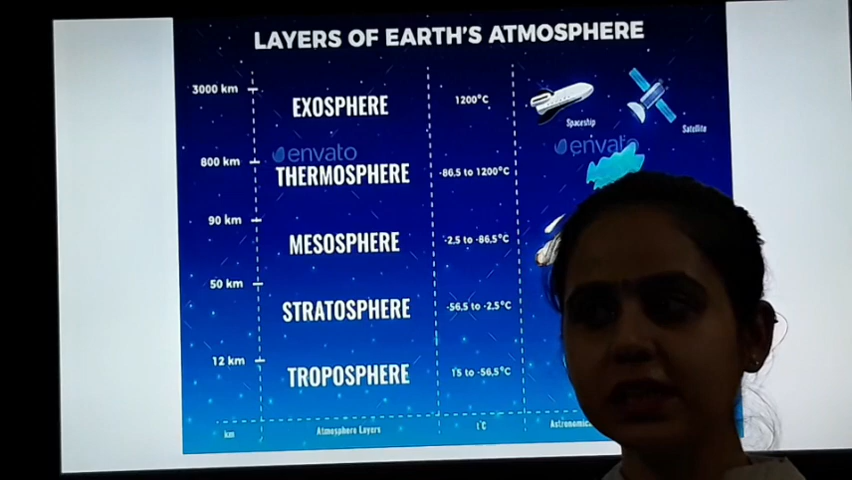 LAYERS OF EARTH'S ATMOSPHERE
3000 km
EXOSPHERE
1200°C
Spaceship
Satellite
envato
envato
800 km
THERMOSPHERE
-86.5 to 1200°C
90 km
MESOSPHERE
-2.5 to -86.5°C
50 km
STRATOSPHERE
-56.5 to -2.5°C
12 km
TROPOSPHERE
15 to -56.5°C
km
Atmosphere Layers
t°C